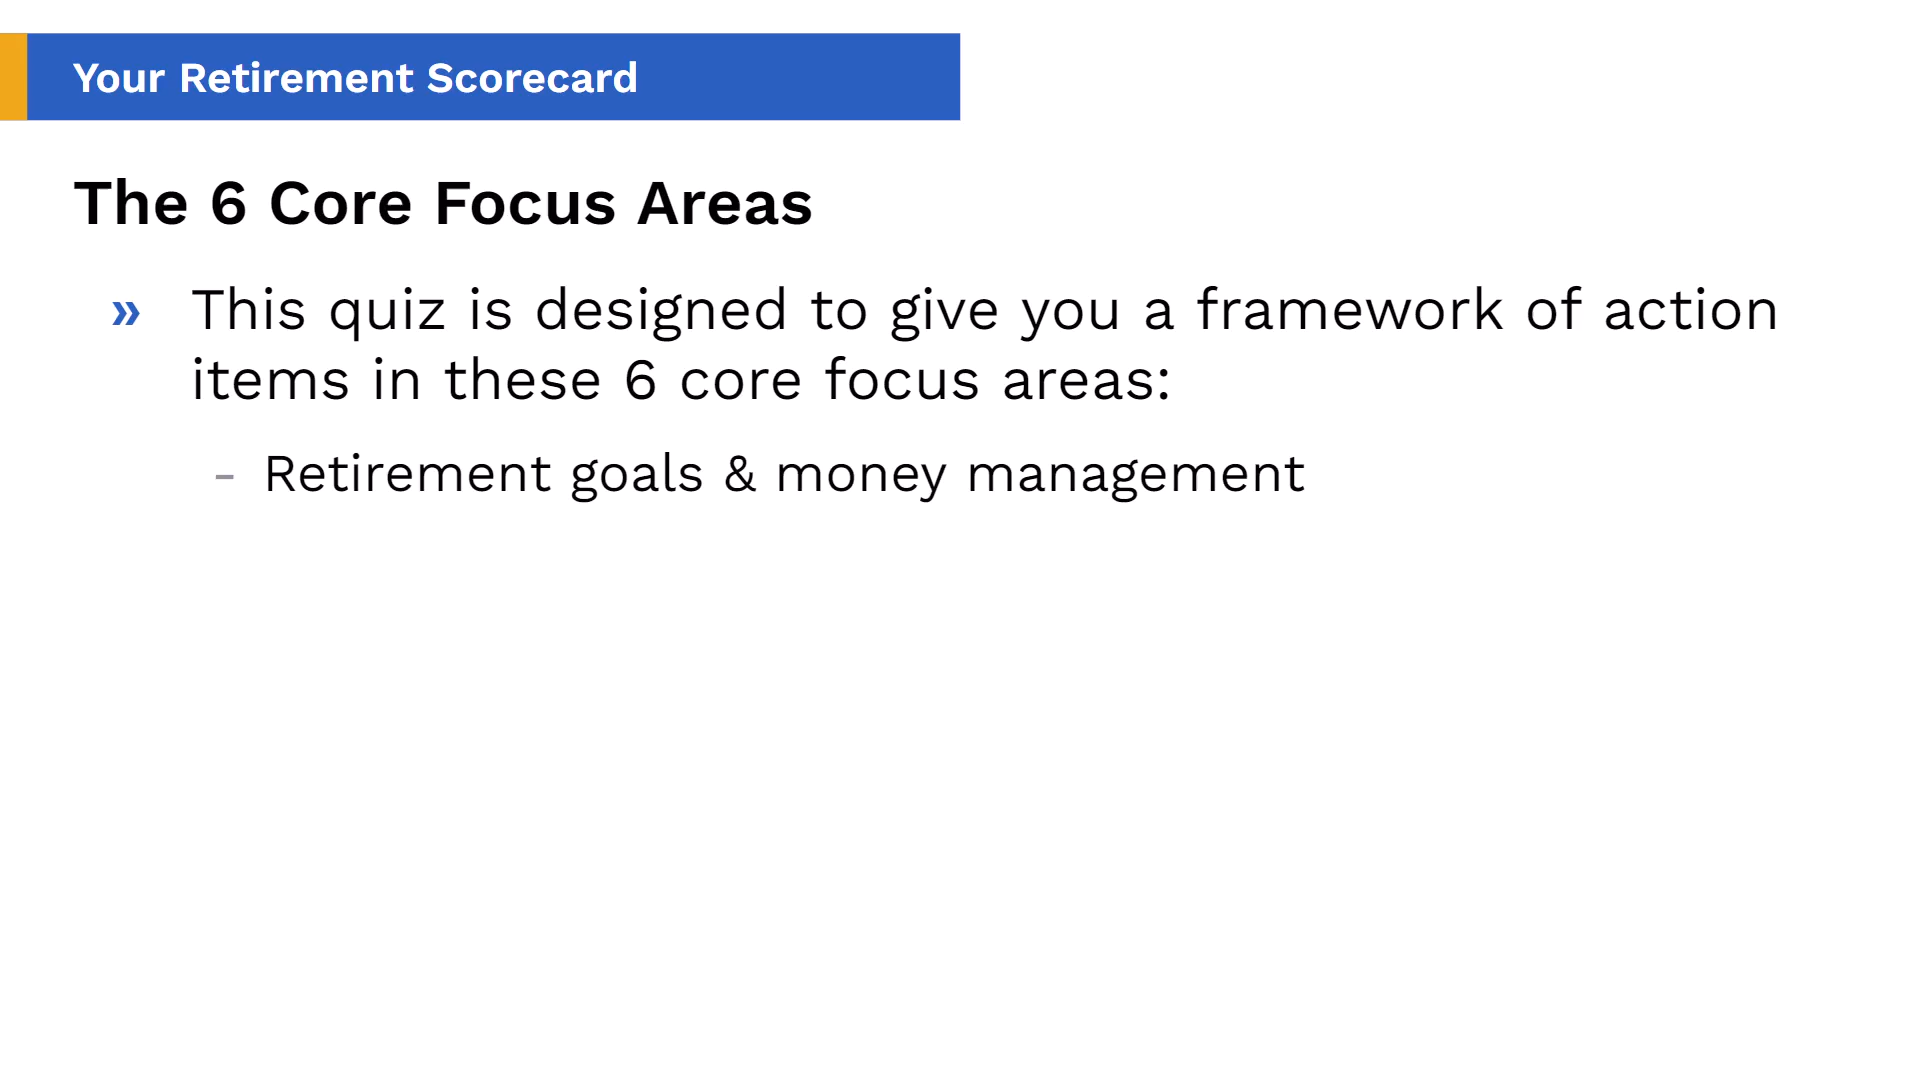 Your Retirement Scorecard
The 6 Core Focus Areas
» This quiz is designed to give you a framework of action
items in these 6 core focus areas:
- Retirement goals & money management